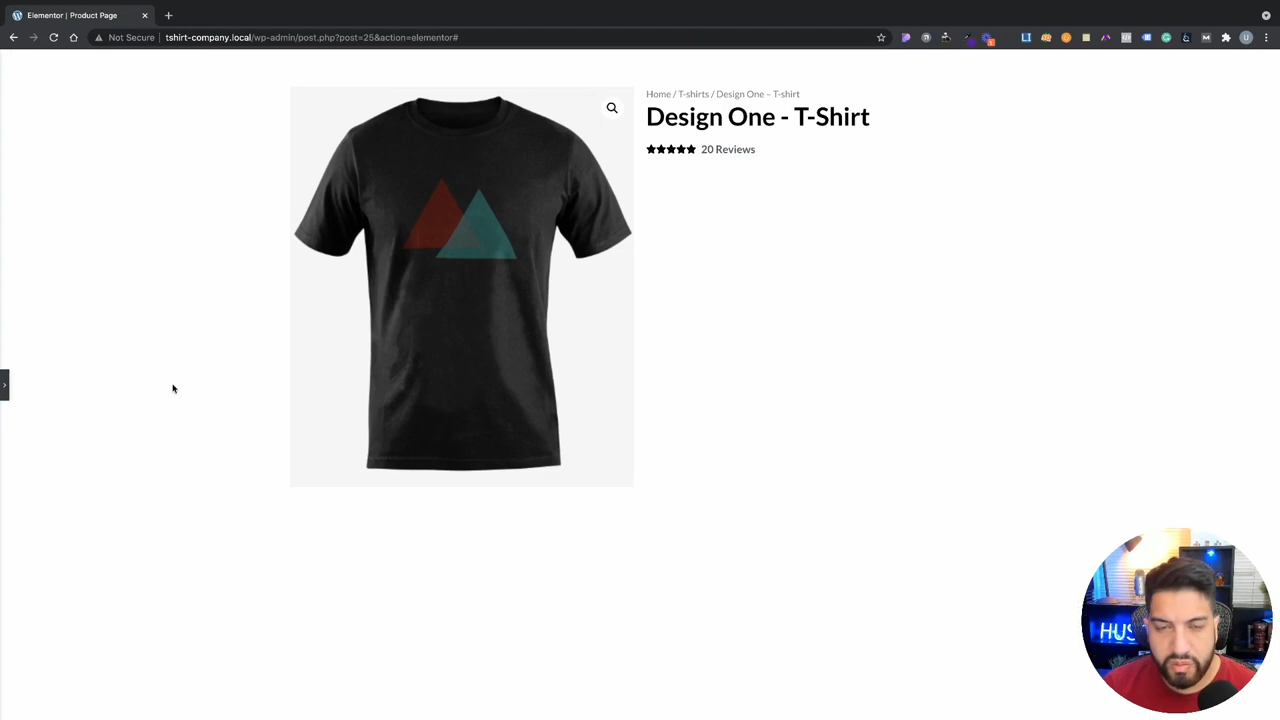 Elementor | Product Page
Not Secure
tshirt-company.local/wp-admin/post.php?post=25&action=elementor#
Home / T-shirts / Design One – T-shirt
Design One - T-Shirt
20 Reviews
HUS